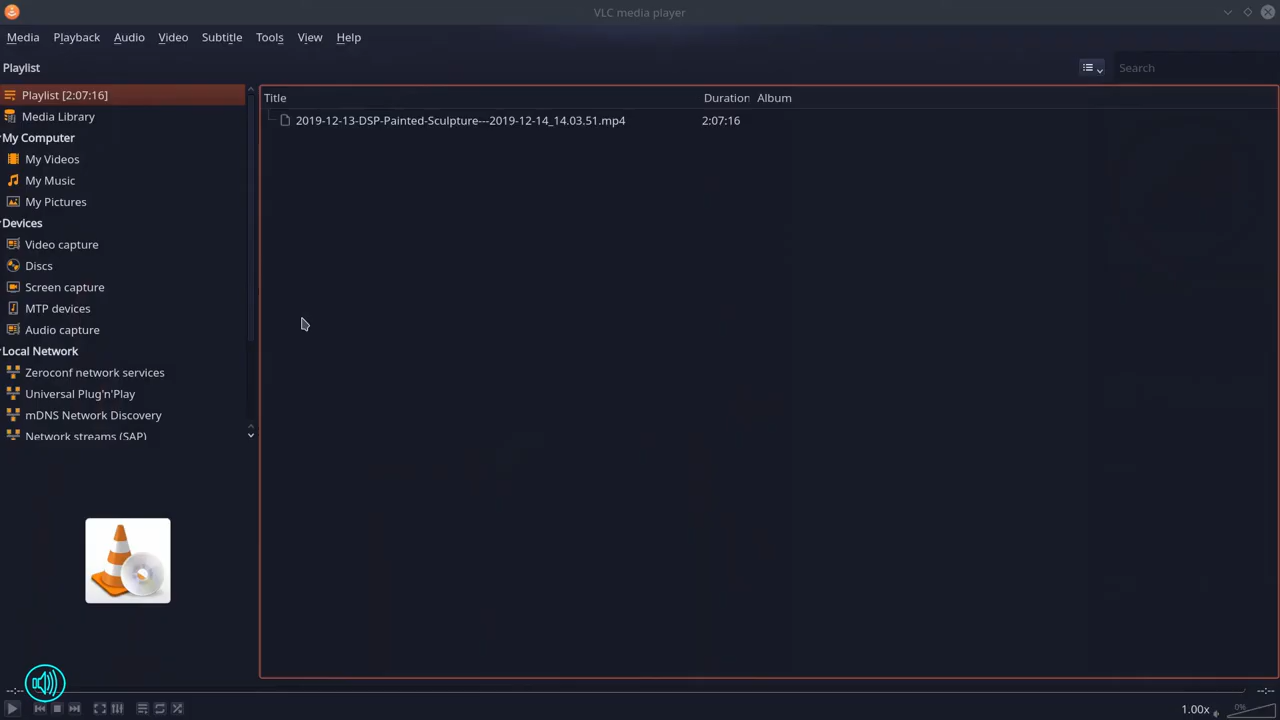 VLC media player
Media Playback Audio Video Subtitle Tools View Help
Playlist
Search
Playlist [2:07:16]
Media Library
My Computer
My Videos
My Music
My Pictures
Devices
Video capture
Discs
Screen capture
MTP devices
Audio capture
Local Network
Zeroconf network services
Universal Plug'n'Play
mDNS Network Discovery
Network streams (SAP)
Title Duration Album
2019-12-13-DSP-Painted-Sculpture---2019-12-14_14.03.51.mp4 2:07:16
--:-- --:--
1.00x 0%